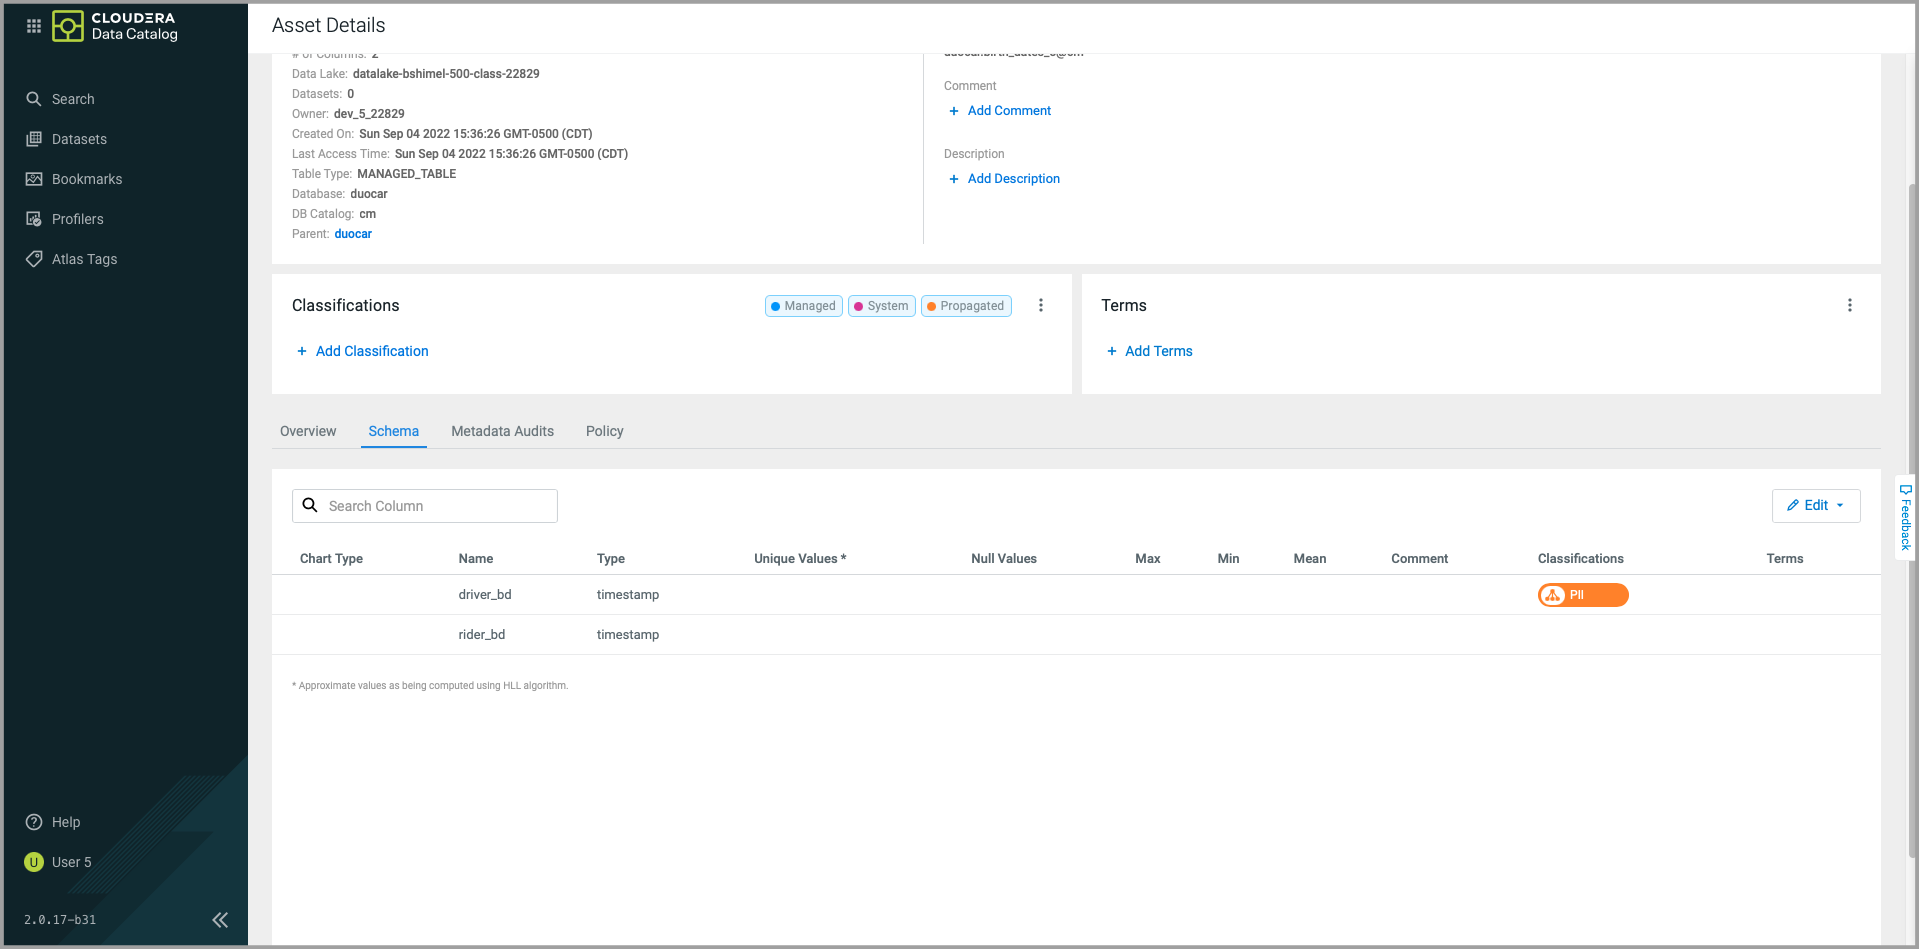 CLOUDERA
Data Catalog
Search
Datasets
Bookmarks
Profilers
Atlas Tags
Help
U
User 5
2.0.17-b31
Asset Details
# of Columns: 2
Data Lake: datalake-bshimel-500-class-22829
Datasets: 0
Owner: dev_5_22829
Created On: Sun Sep 04 2022 15:36:26 GMT-0500 (CDT)
Last Access Time: Sun Sep 04 2022 15:36:26 GMT-0500 (CDT)
Table Type: MANAGED_TABLE
Database: duocar
DB Catalog: cm
Parent: duocar
Comment
+ Add Comment
Description
+ Add Description
Classifications
Managed System Propagated
+ Add Classification
Terms
+ Add Terms
Overview Schema Metadata Audits Policy
Search Column
Edit
Chart Type Name Type Unique Values * Null Values Max Min Mean Comment Classifications Terms
driver_bd timestamp PII
rider_bd timestamp
* Approximate values as being computed using HLL algorithm.
Feedback